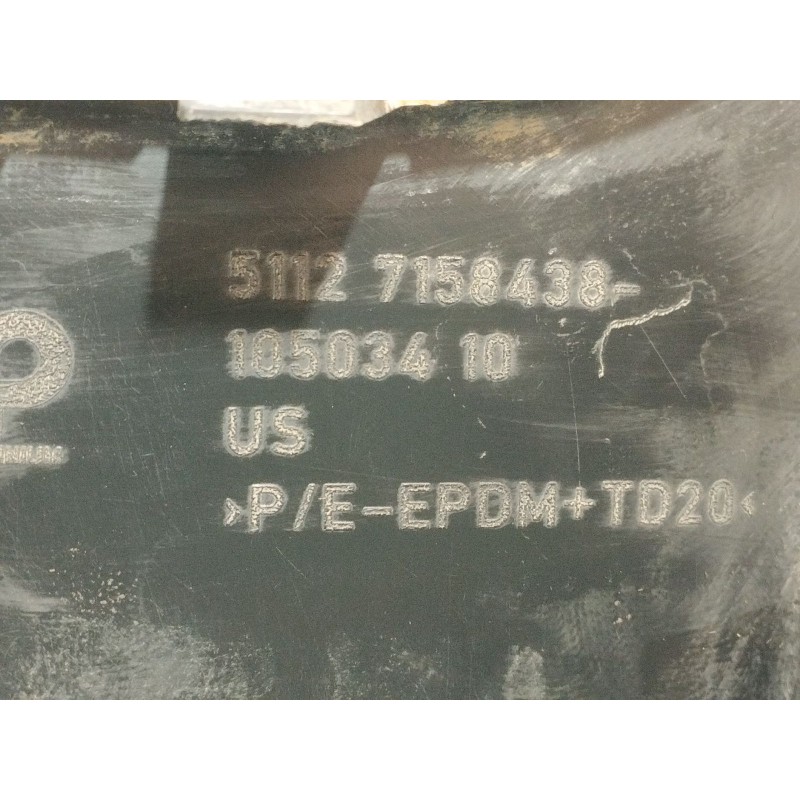 5112 7158438-
105034 10
US
>P/E-EPDM+TD20<